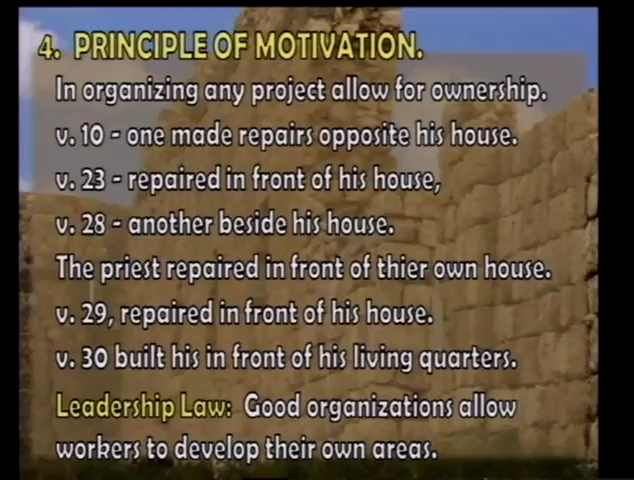 4. PRINCIPLE OF MOTIVATION.
In organizing any project allow for ownership.
v. 10 - one made repairs opposite his house.
v. 23 - repaired in front of his house,
v. 28 - another beside his house.
The priest repaired in front of thier own house.
v. 29, repaired in front of his house.
v. 30 built his in front of his living quarters.
Leadership Law: Good organizations allow
workers to develop their own areas.